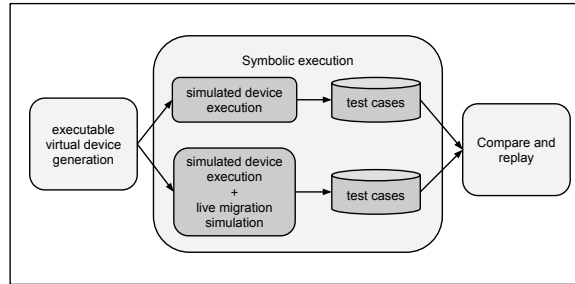 Symbolic execution
executable
virtual device
generation
simulated device
execution
test cases
simulated device
execution
+
live migration
simulation
test cases
Compare and
replay